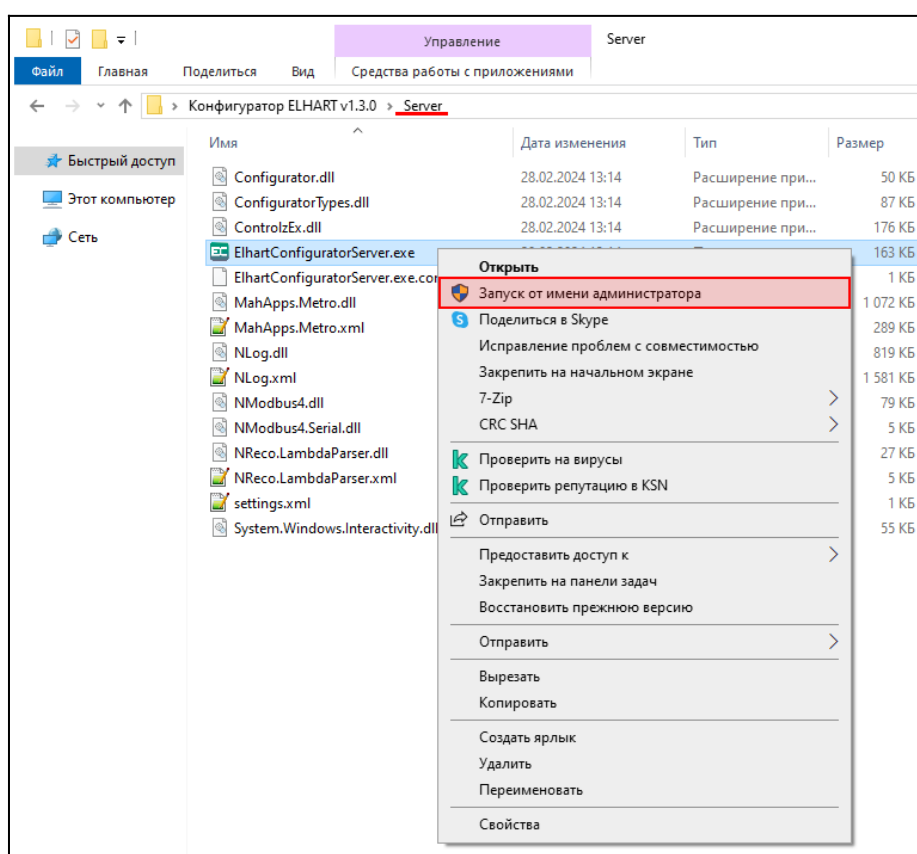 Управление Server
Файл Главная Поделиться Вид Средства работы с приложениями
Конфигуратор ELHART v1.3.0 Server
Имя Дата изменения Тип Размер
Быстрый доступ
Этот компьютер
Сеть
Configurator.dll 28.02.2024 13:14 Расширение при... 50 КБ
ConfiguratorTypes.dll 28.02.2024 13:14 Расширение при... 87 КБ
ControlzEx.dll 28.02.2024 13:14 Расширение при... 176 КБ
ElhartConfiguratorServer.exe 163 КБ
ElhartConfiguratorServer.exe.cor 1 КБ
MahApps.Metro.dll 1 072 КБ
MahApps.Metro.xml 289 КБ
NLog.dll 819 КБ
NLog.xml 1 581 КБ
NModbus4.dll 79 КБ
NModbus4.Serial.dll 5 КБ
NReco.LambdaParser.dll 27 КБ
NReco.LambdaParser.xml 5 КБ
settings.xml 1 КБ
System.Windows.Interactivity.dll 55 КБ
Открыть
Запуск от имени администратора
Поделиться в Skype
Исправление проблем с совместимостью
Закрепить на начальном экране
7-Zip
CRC SHA
Проверить на вирусы
Проверить репутацию в KSN
Отправить
Предоставить доступ к
Закрепить на панели задач
Восстановить прежнюю версию
Отправить
Вырезать
Копировать
Создать ярлык
Удалить
Переименовать
Свойства